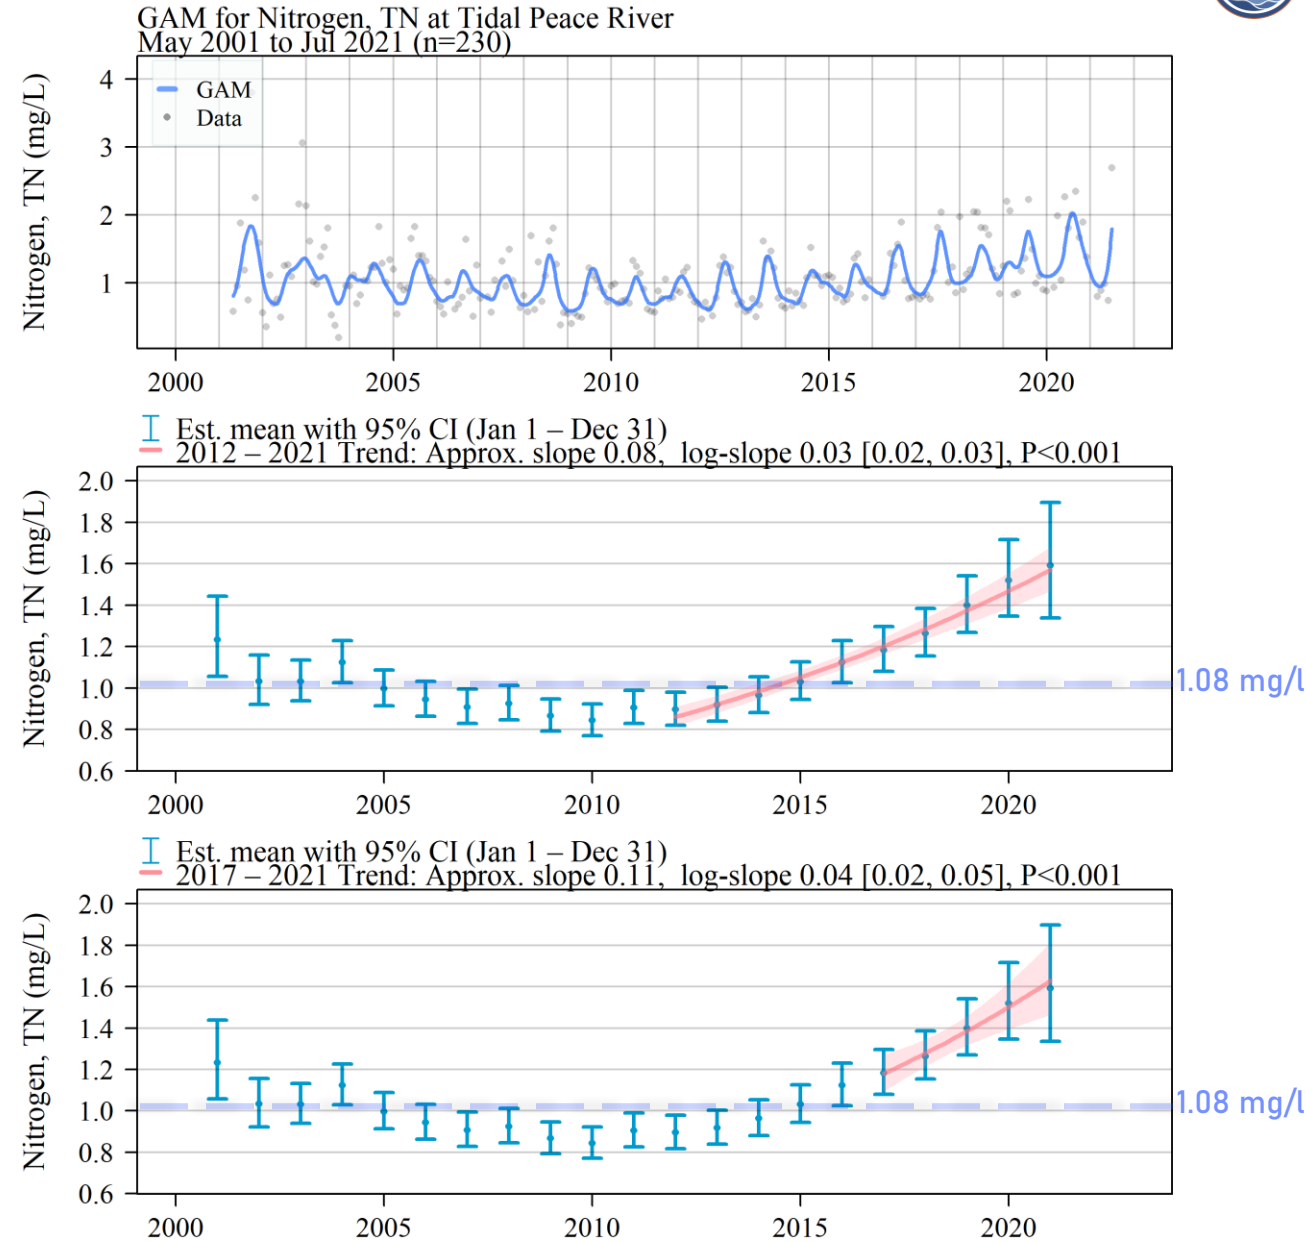 GAM for Nitrogen, TN at Tidal Peace River
May 2001 to Jul 2021 (n=230)
Nitrogen, TN (mg/L)
4
3
2
1
GAM
Data
2000 2005 2010 2015 2020
Est. mean with 95% CI (Jan 1 – Dec 31)
2012 – 2021 Trend: Approx. slope 0.08, log-slope 0.03 [0.02, 0.03], P<0.001
Nitrogen, TN (mg/L)
2.0
1.8
1.6
1.4
1.2
1.0
0.8
0.6
1.08 mg/L
2000 2005 2010 2015 2020
Est. mean with 95% CI (Jan 1 – Dec 31)
2017 – 2021 Trend: Approx. slope 0.11, log-slope 0.04 [0.02, 0.05], P<0.001
Nitrogen, TN (mg/L)
2.0
1.8
1.6
1.4
1.2
1.0
0.8
0.6
1.08 mg/L
2000 2005 2010 2015 2020